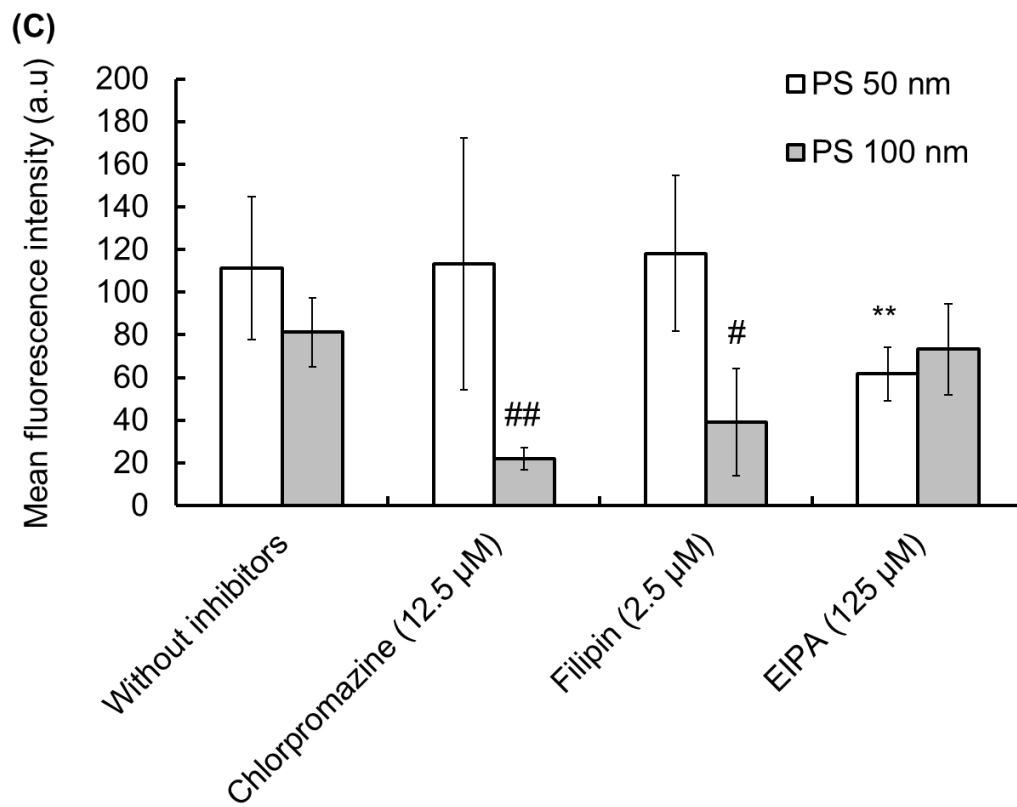 (C)
Mean fluorescence intensity (a.u)
200
180
160
140
120
100
80
60
40
20
0
PS 50 nm
PS 100 nm
##
#
**
Without inhibitors
Chlorpromazine (12.5 µM)
Filipin (2.5 µM)
EIPA (125 µM)